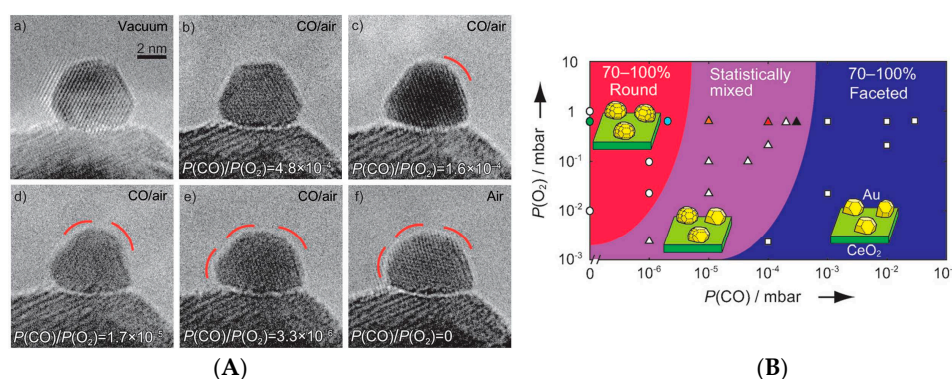 a) Vacuum
2 nm
b) CO/air
P(CO)/P(O₂)=4.8×10⁻⁴
c) CO/air
P(CO)/P(O₂)=1.6×10⁻⁴
d) CO/air
P(CO)/P(O₂)=1.7×10⁻⁵
e) CO/air
P(CO)/P(O₂)=3.3×10⁻⁶
f) Air
P(CO)/P(O₂)=0
(A)
P(O₂) / mbar
10
1
10⁻¹
10⁻²
10⁻³
70–100%
Round
Statistically
mixed
70–100%
Faceted
Au
CeO₂
0 10⁻⁶ 10⁻⁵ 10⁻⁴ 10⁻³ 10⁻² 10⁻¹
P(CO) / mbar
(B)